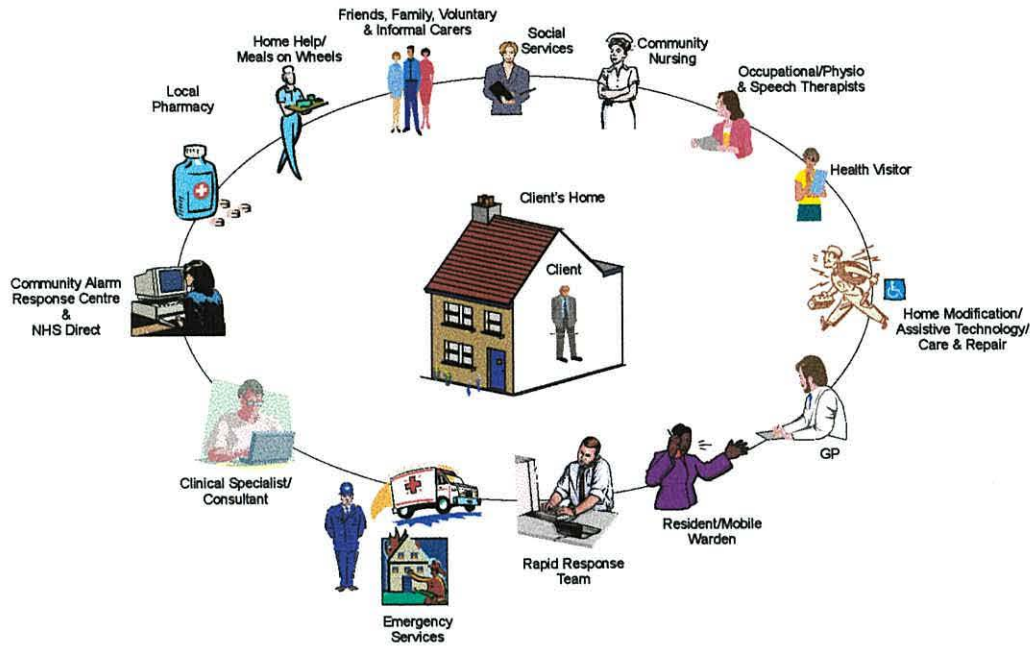 Friends, Family, Voluntary
& Informal Carers
Social
Services
Community
Nursing
Home Help/
Meals on Wheels
Occupational/Physio
& Speech Therapists
Local
Pharmacy
Health Visitor
Client's Home
Client
Community Alarm
Response Centre
&
NHS Direct
Home Modification/
Assistive Technology/
Care & Repair
GP
Clinical Specialist/
Consultant
Resident/Mobile
Warden
Rapid Response
Team
Emergency
Services